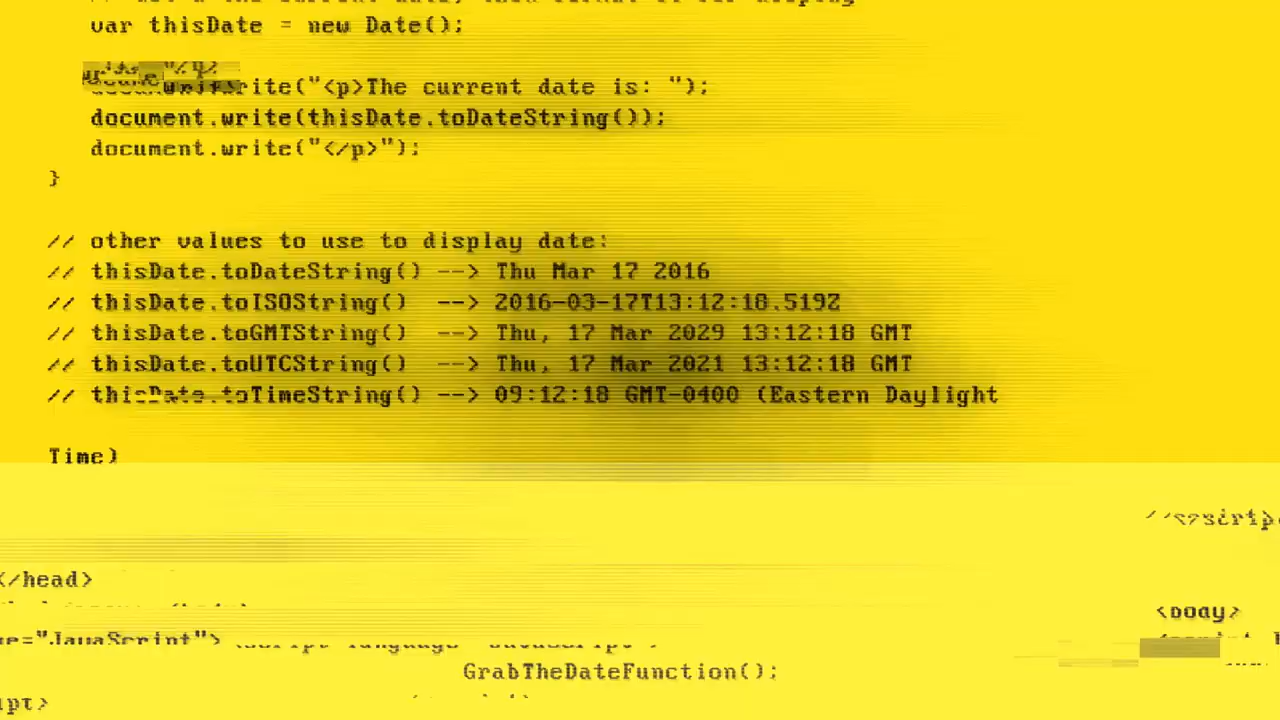 var thisDate = new Date();
rite("<p>The current date is: ");
document.write(thisDate.toDateString());
document.write("</p>");
}
// other values to use to display date:
// thisDate.toDateString() --> Thu Mar 17 2016
// thisDate.toISOString() --> 2016-03-17T13:12:18.519Z
// thisDate.toGMTString() --> Thu, 17 Mar 2029 13:12:18 GMT
// thisDate.toUTCString() --> Thu, 17 Mar 2021 13:12:18 GMT
// thisDate.toTimeString() --> 09:12:18 GMT-0400 (Eastern Daylight
Time)
</head>
<body>
GrabTheDateFunction();
ipt>